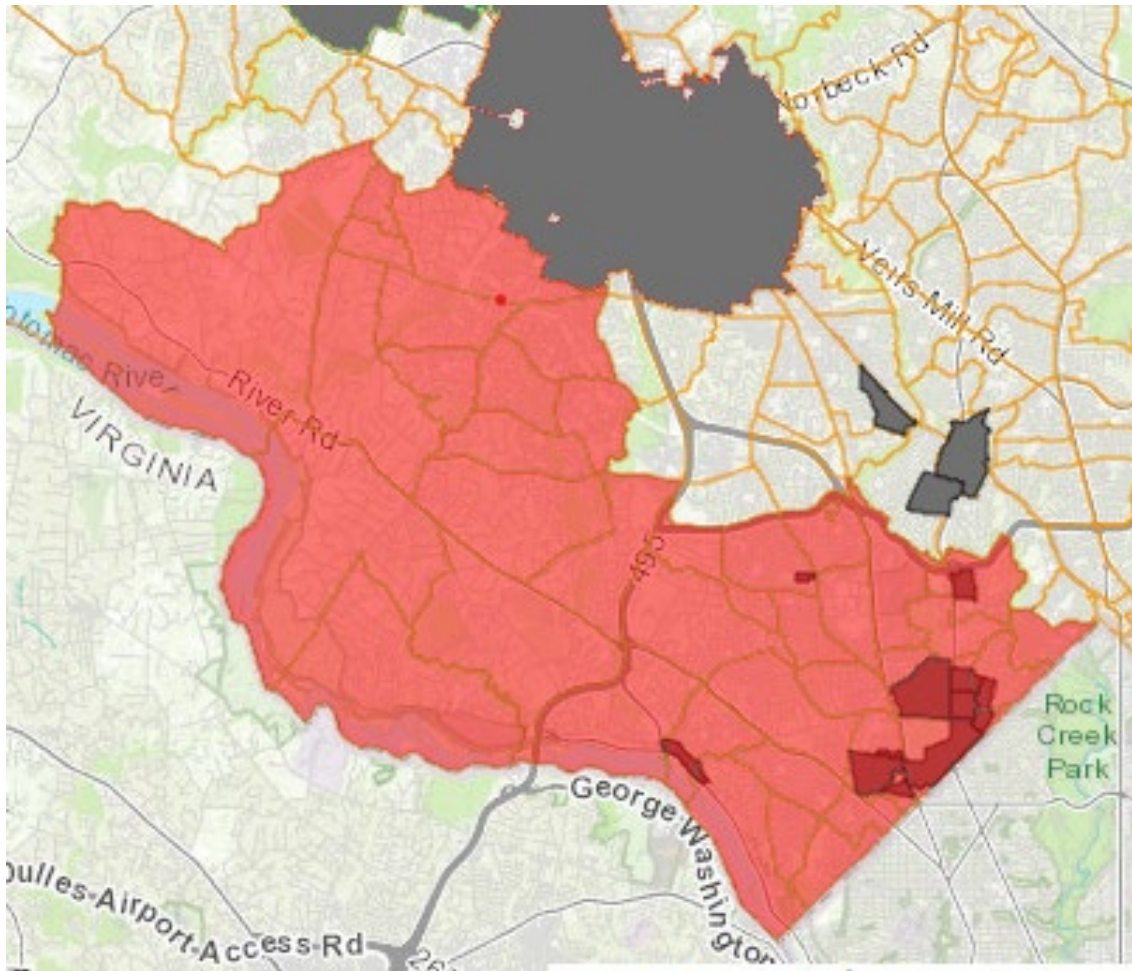 Norbeck Rd
Veirs Mill Rd
Potomac River
River Rd
VIRGINIA
Rock
Creek
Park
George Washington
Dulles Airport Access Rd